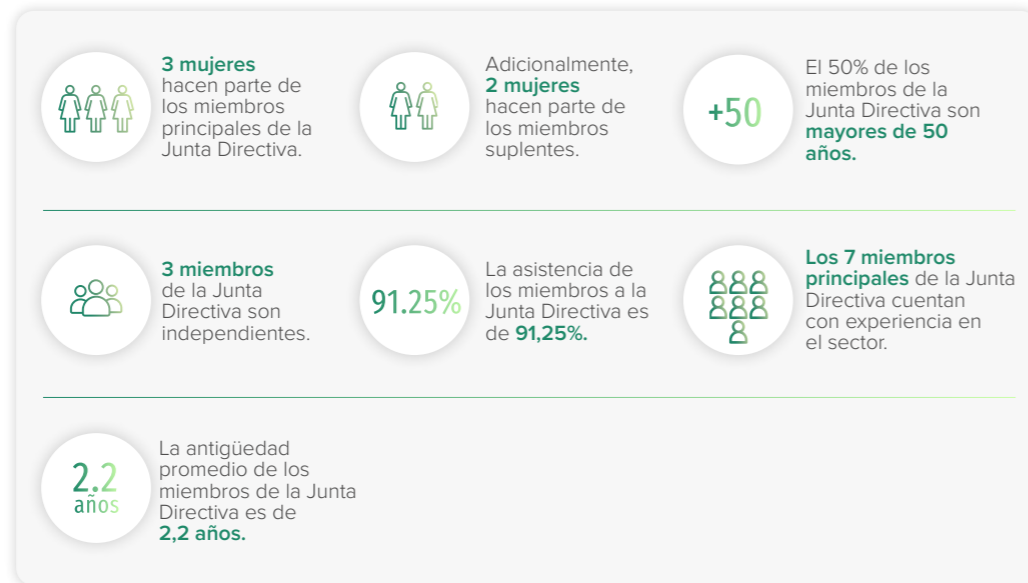 3 mujeres
hacen parte de
los miembros
principales de la
Junta Directiva.
Adicionalmente,
2 mujeres
hacen parte de
los miembros
suplentes.
+50
El 50% de los
miembros de la
Junta Directiva son
mayores de 50
años.
3 miembros
de la Junta
Directiva son
independientes.
91.25%
La asistencia de
los miembros a la
Junta Directiva es
de 91,25%.
Los 7 miembros
principales de la Junta
Directiva cuentan
con experiencia en
el sector.
2.2
años
La antigüedad
promedio de los
miembros de la Junta
Directiva es de
2,2 años.